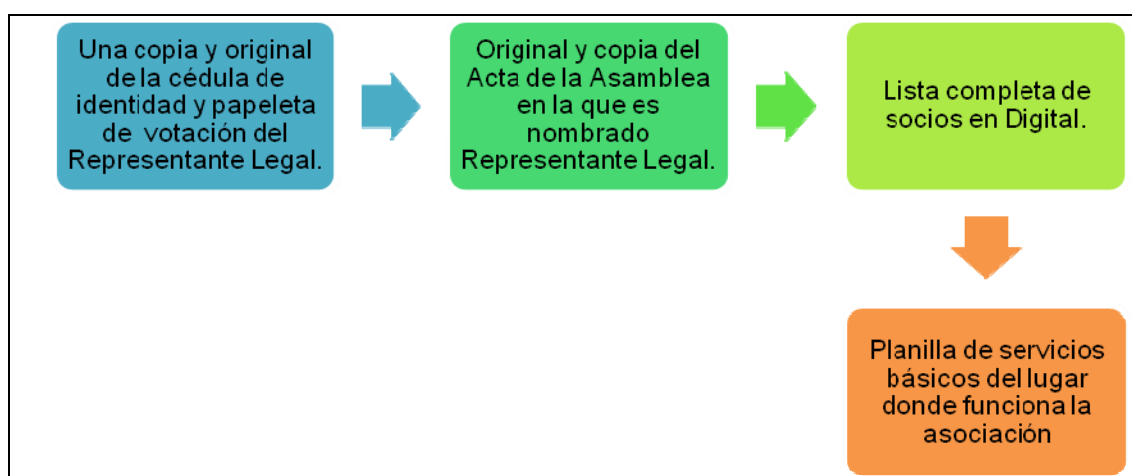 Una copia y original
de la cédula de
identidad y papeleta
de votación del
Representante Legal.
Original y copia del
Acta de la Asamblea
en la que es
nombrado
Representante Legal.
Lista completa de
socios en Digital.
Planilla de servicios
básicos del lugar
donde funciona la
asociación